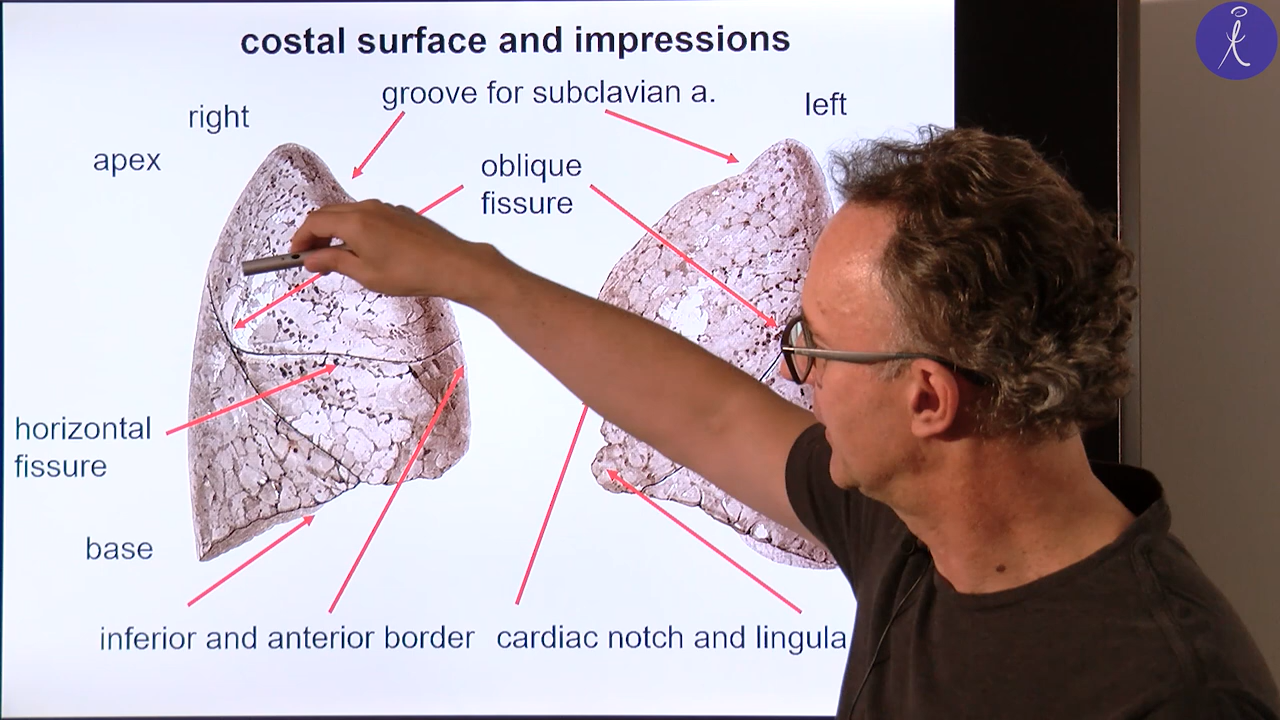 costal surface and impressions
groove for subclavian a.
right
left
apex
oblique
fissure
horizontal
fissure
base
inferior and anterior border
cardiac notch and lingula